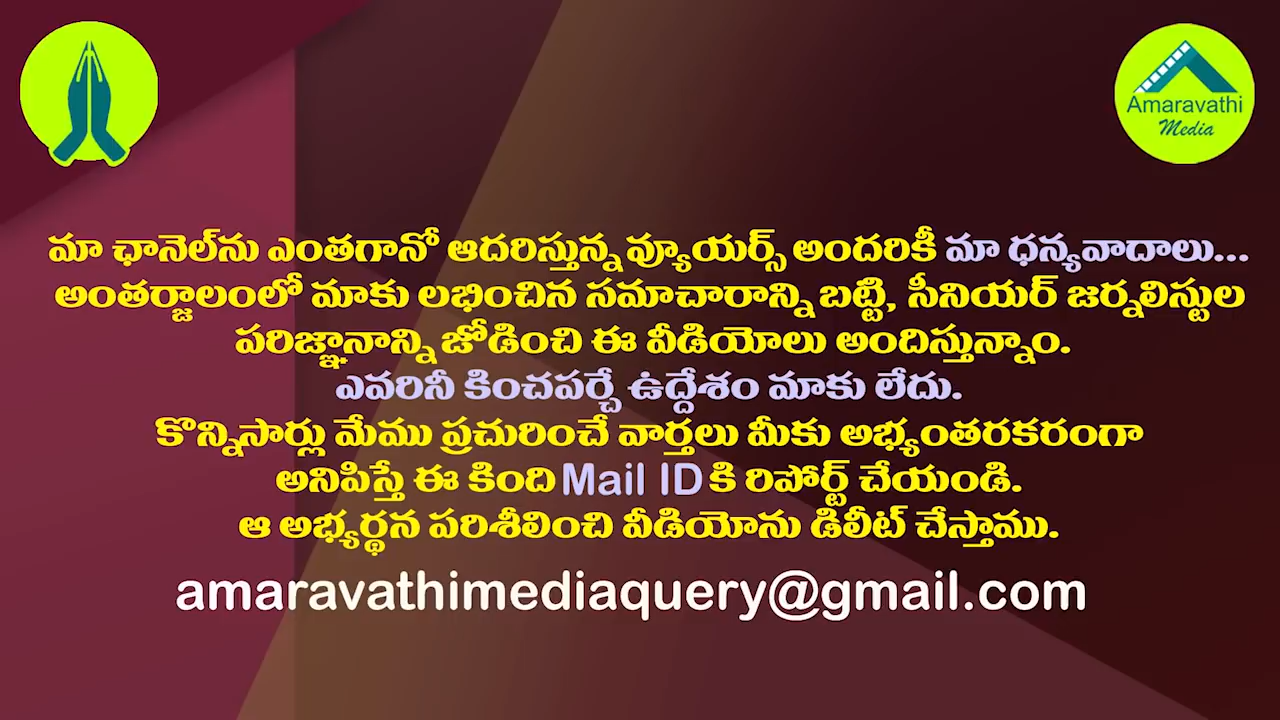 Amaravathi
Media
మా ఛానెల్‌ను ఎంతగానో ఆదరిస్తున్న వ్యూయర్స్ అందరికీ మా ధన్యవాదాలు...
అంతర్జాలంలో మాకు లభించిన సమాచారాన్ని బట్టి, సీనియర్ జర్నలిస్టుల
పరిజ్ఞానాన్ని జోడించి ఈ వీడియోలు అందిస్తున్నాం.
ఎవరినీ కించపర్చే ఉద్దేశం మాకు లేదు.
కొన్నిసార్లు మేము ప్రచురించే వార్తలు మీకు అభ్యంతరకరంగా
అనిపిస్తే ఈ కింది Mail ID కి రిపోర్ట్ చేయండి.
ఆ అభ్యర్థన పరిశీలించి వీడియోను డిలీట్ చేస్తాము.
amaravathimediaquery@gmail.com